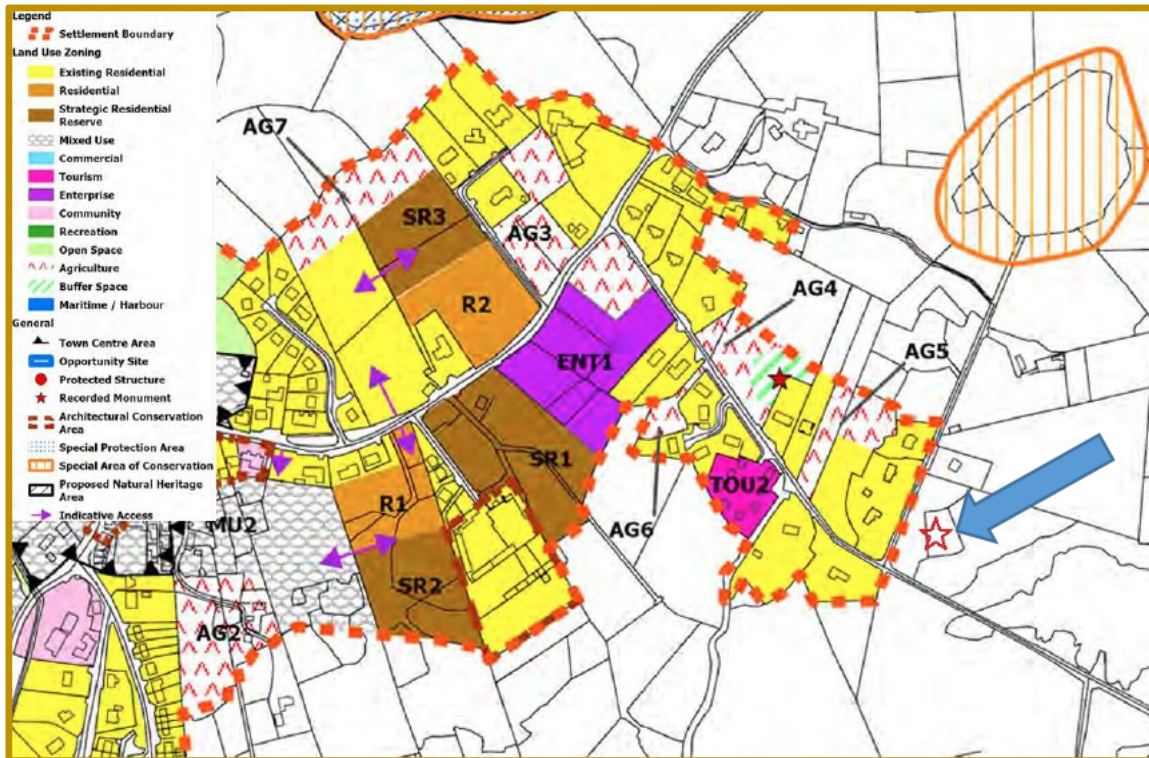 Legend
Settlement Boundary
Land Use Zoning
Existing Residential
Residential
Strategic Residential
Reserve
Mixed Use
Commercial
Tourism
Enterprise
Community
Recreation
Open Space
Agriculture
Buffer Space
Maritime / Harbour
General
Town Centre Area
Opportunity Site
Protected Structure
Recorded Monument
Architectural Conservation
Area
Special Protection Area
Special Area of Conservation
Proposed Natural Heritage
Area
Indicative Access
AG7
SR3
AG3
R2
AG4
ENT1
AG5
SR1
TOU2
R1
AG6
MU2
SR2
AG2